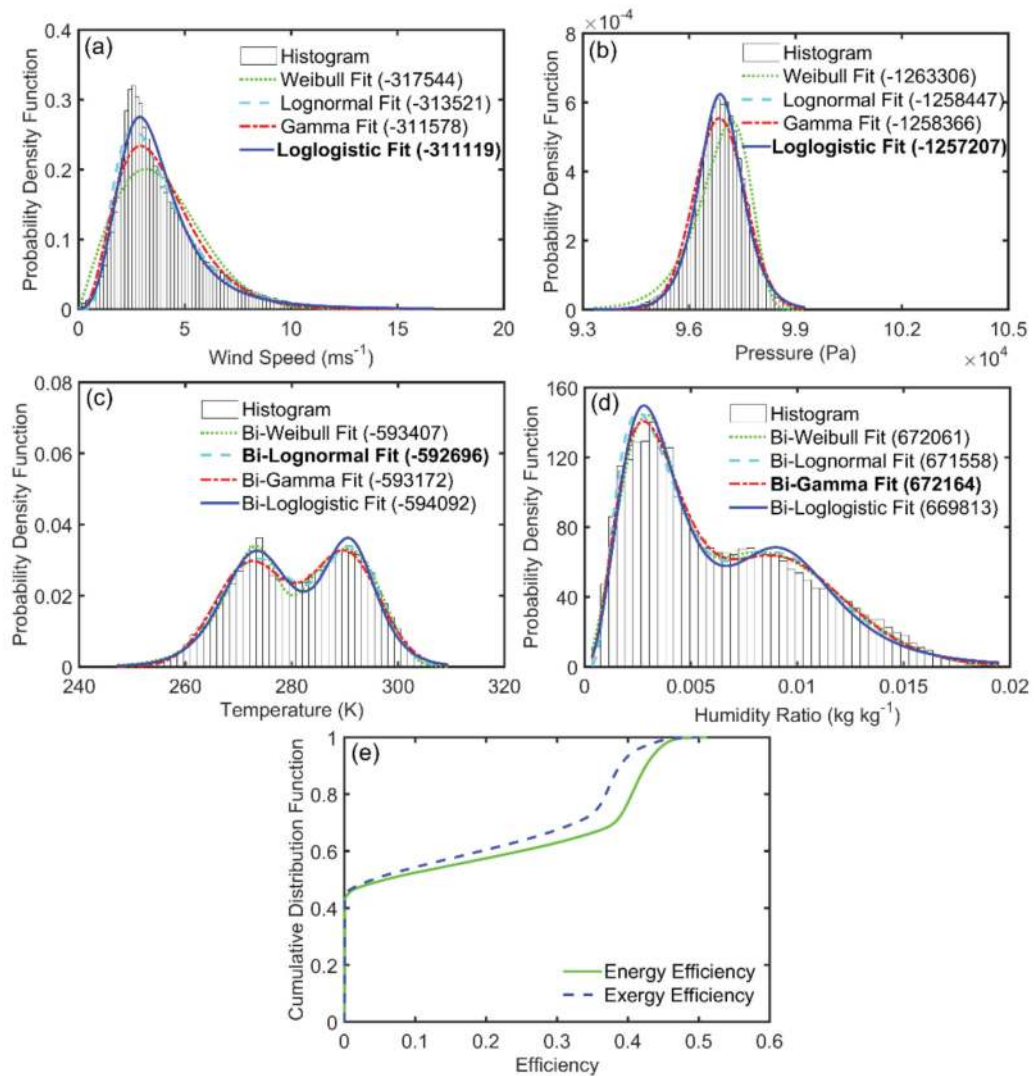 (a)
Histogram
Weibull Fit (-317544)
Lognormal Fit (-313521)
Gamma Fit (-311578)
Loglogistic Fit (-311119)
0.4
0.3
0.2
0.1
0
Probability Density Function
0
5
10
15
20
Wind Speed (ms⁻¹)
×10⁻⁴
(b)
Histogram
Weibull Fit (-1263306)
Lognormal Fit (-1258447)
Gamma Fit (-1258366)
Loglogistic Fit (-1257207)
8
6
4
2
0
Probability Density Function
9.3
9.6
9.9
10.2
10.5
Pressure (Pa)
×10⁴
(c)
Histogram
Bi-Weibull Fit (-593407)
Bi-Lognormal Fit (-592696)
Bi-Gamma Fit (-593172)
Bi-Loglogistic Fit (-594092)
0.08
0.06
0.04
0.02
0
Probability Density Function
240
260
280
300
320
Temperature (K)
(d)
Histogram
Bi-Weibull Fit (672061)
Bi-Lognormal Fit (671558)
Bi-Gamma Fit (672164)
Bi-Loglogistic Fit (669813)
160
120
80
40
0
Probability Density Function
0
0.005
0.01
0.015
0.02
Humidity Ratio (kg kg⁻¹)
(e)
1
0.8
0.6
0.4
0.2
0
Cumulative Distribution Function
Energy Efficiency
Exergy Efficiency
0
0.1
0.2
0.3
0.4
0.5
0.6
Efficiency